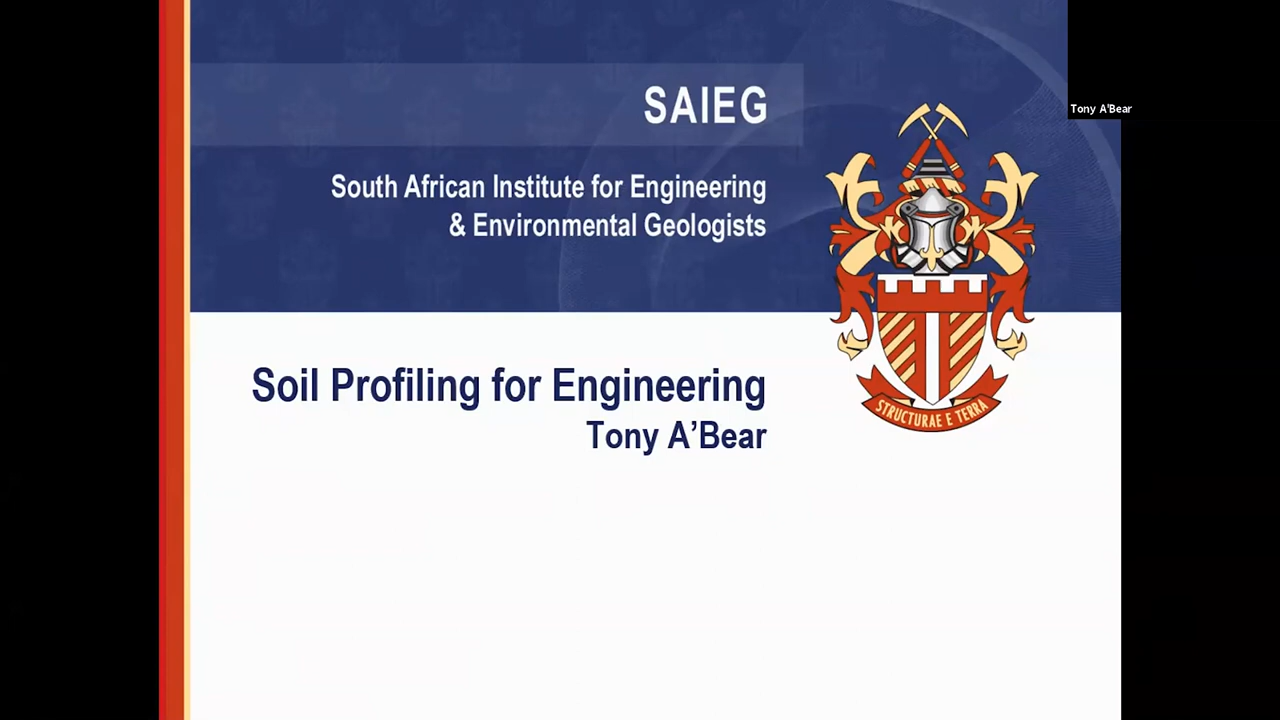 SAIEG
Tony A'Bear
South African Institute for Engineering
& Environmental Geologists
Soil Profiling for Engineering
Tony A’Bear
STRUCTURAE E TERRA